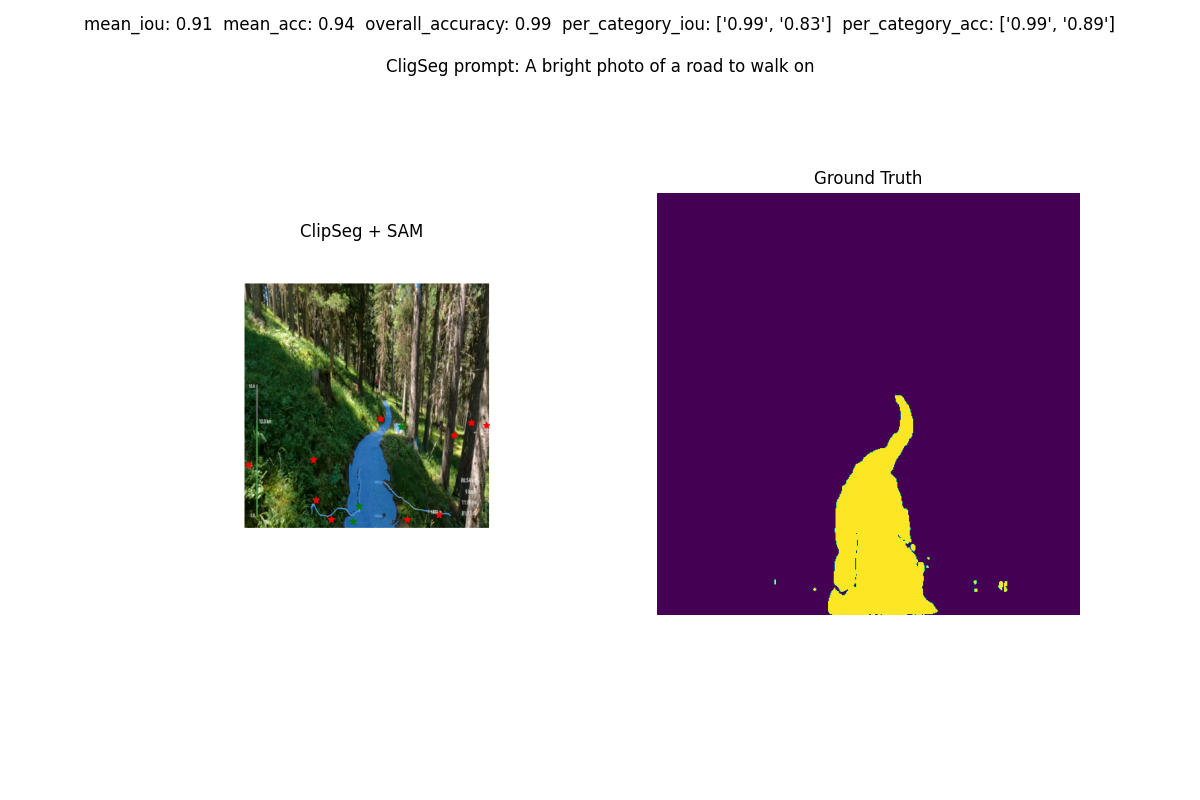 mean_iou: 0.91 mean_acc: 0.94 overall_accuracy: 0.99 per_category_iou: ['0.99', '0.83'] per_category_acc: ['0.99', '0.89']
CligSeg prompt: A bright photo of a road to walk on
Ground Truth
ClipSeg + SAM